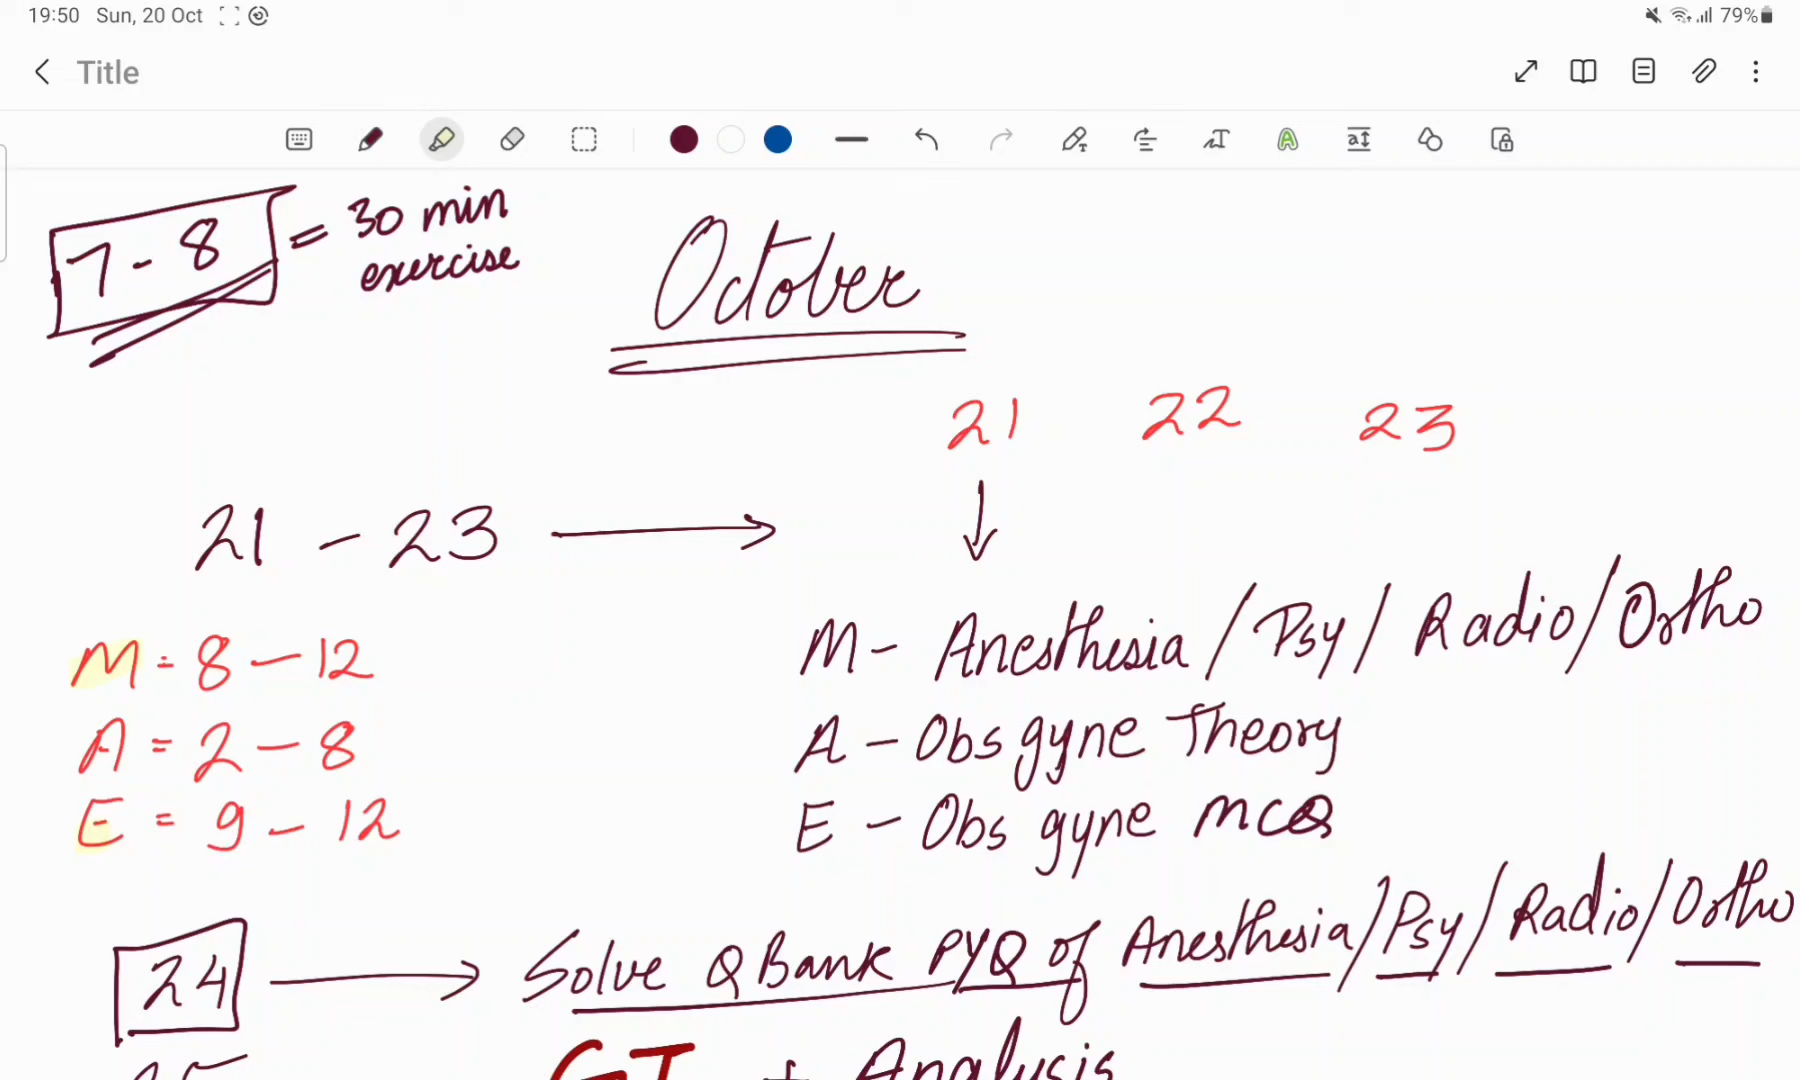 19:50 Sun, 20 Oct 79%
Title
7-8 = 30 min
exercise
October
21 22 23
21 - 23
M = 8 - 12
A = 2 - 8
E = 9 - 12
M - Anesthesia / Psy / Radio / Ortho
A - Obs gyne Theory
E - Obs gyne MCQ
24 → Solve Q Bank PYQ of Anesthesia / Psy / Radio / Ortho
GT + Analysis